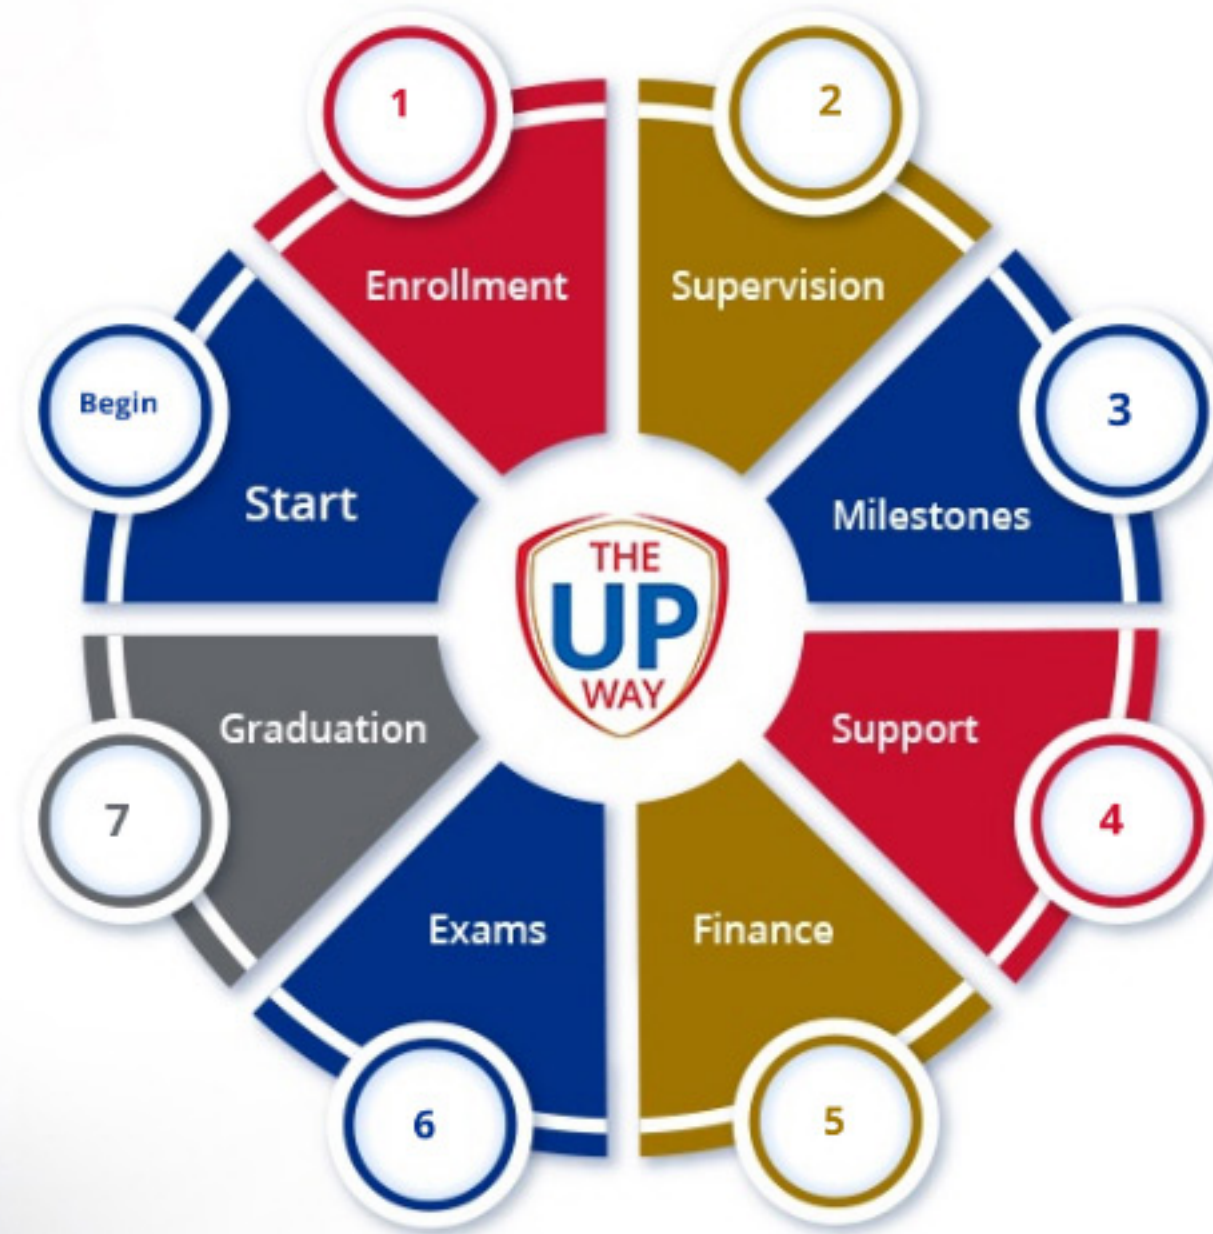 Begin
Start
1
Enrollment
2
Supervision
3
Milestones
4
Support
5
Finance
6
Exams
7
Graduation
THE
UP
WAY